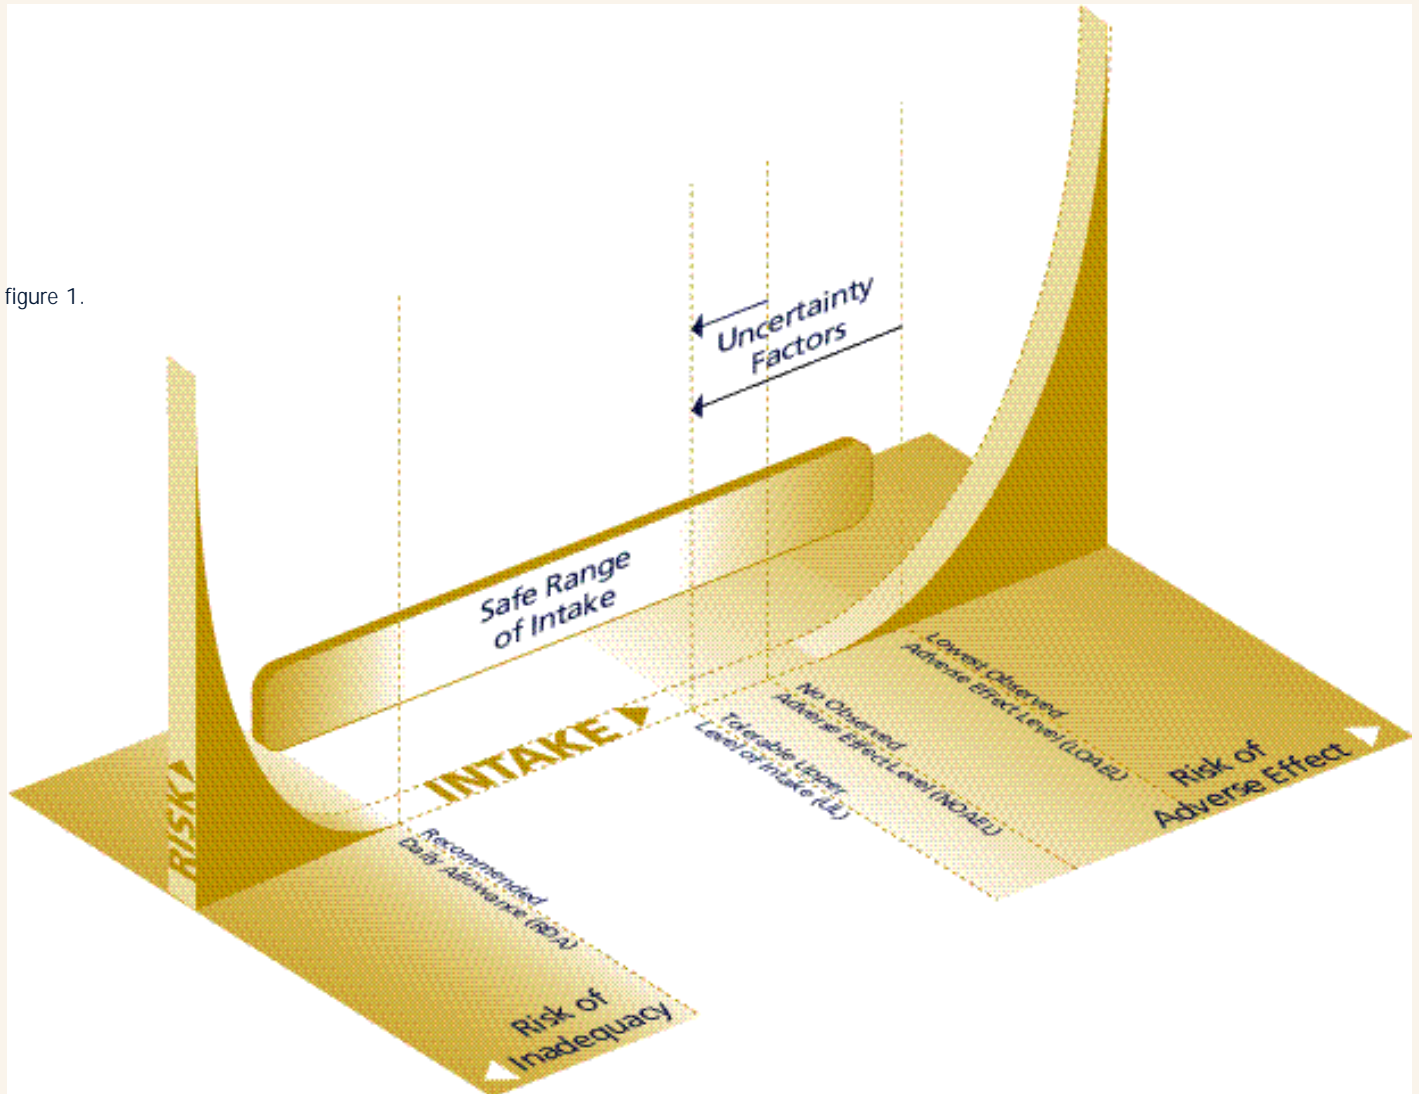 figure 1.
Uncertainty
Factors
Safe Range
of Intake
INTAKE
RISK
Lowest Observed
Adverse Effect Level (LOAEL)
No Observed
Adverse Effect Level (NOAEL)
Tolerable Upper
Level of Intake (UL)
Risk of
Adverse Effect
Recommended
Daily Allowance (RDA)
Risk of
Inadequacy